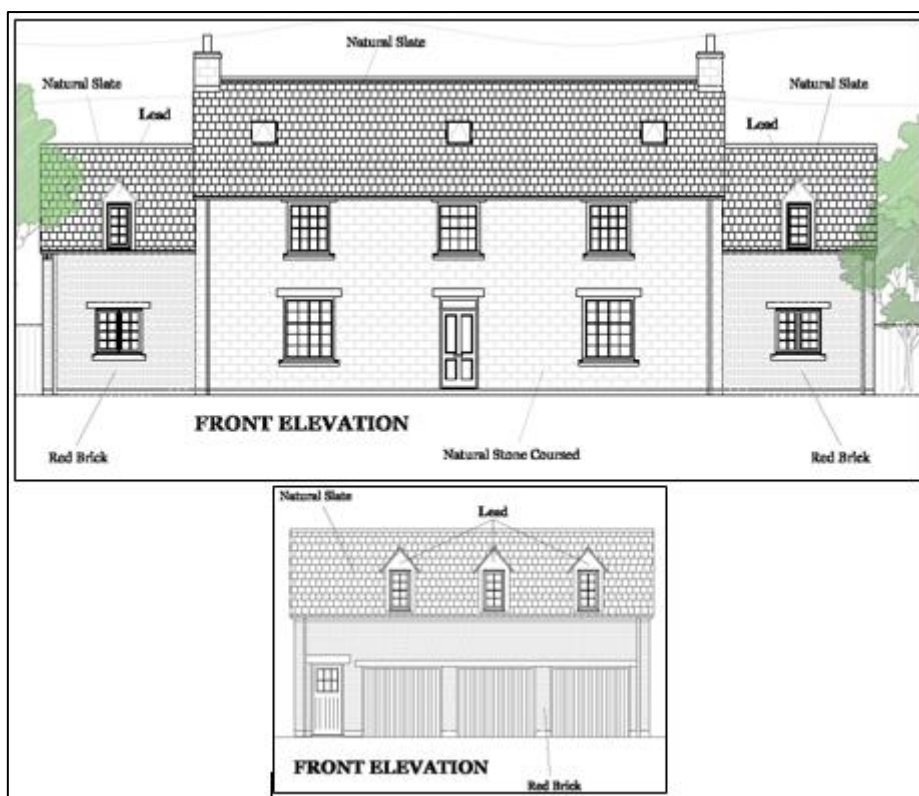 Natural Slate
Natural Slate
Natural Slate
Lead
Lead
FRONT ELEVATION
Natural Stone Coursed
Red Brick
Red Brick
Natural Slate
Lead
FRONT ELEVATION
Red Brick